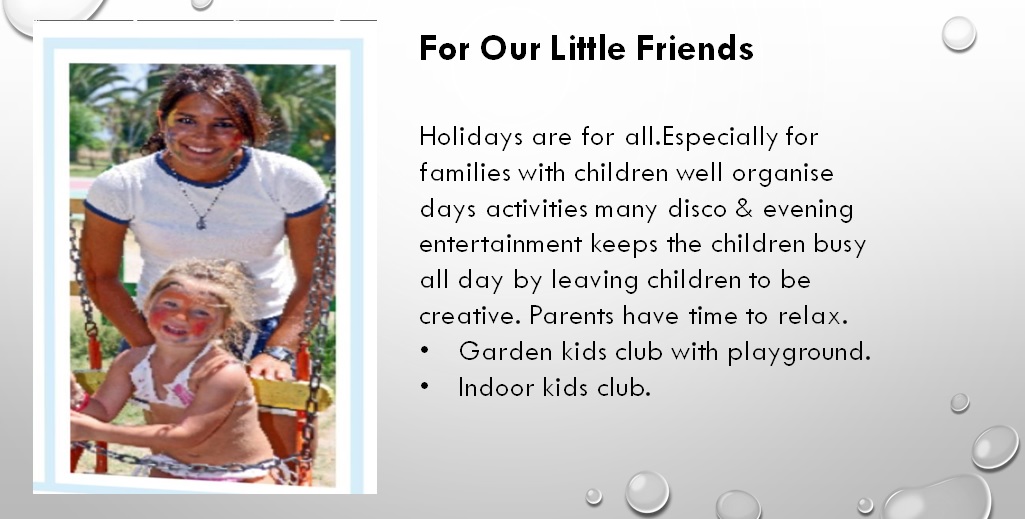 For Our Little Friends
Holidays are for all.Especially for
families with children well organise
days activities many disco & evening
entertainment keeps the children busy
all day by leaving children to be
creative. Parents have time to relax.
• Garden kids club with playground.
• Indoor kids club.